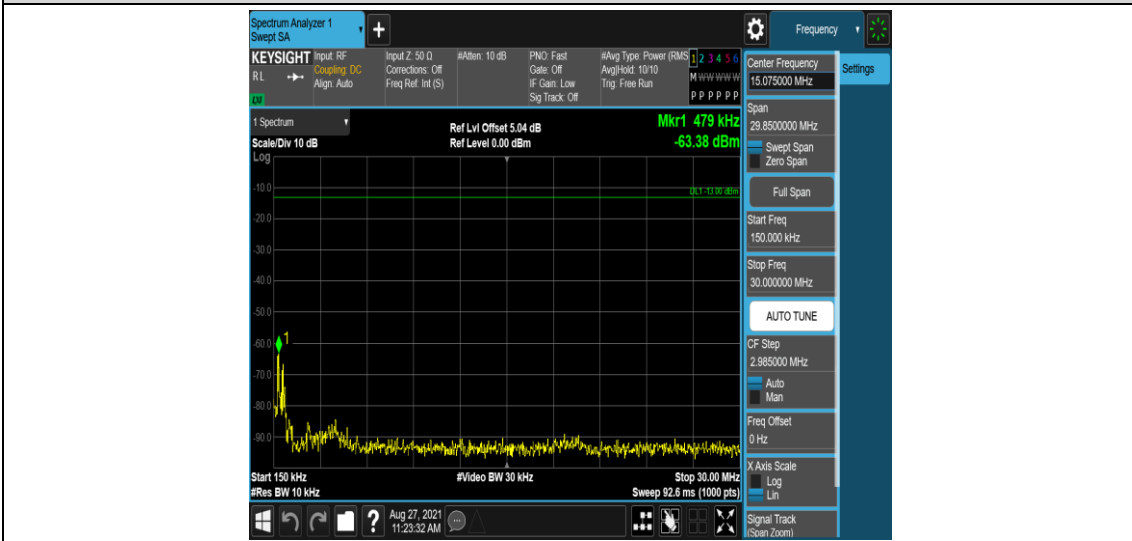 Spectrum Analyzer 1
Swept SA
+
Frequency
KEYSIGHT
R L
LW
Input: RF
Coupling: DC
Align: Auto
Input Z: 50 Ω
Corrections: Off
Freq Ref: Int (S)
#Atten: 10 dB
PNO: Fast
Gate: Off
IF Gain: Low
Sig Track: Off
#Avg Type: Power (RMS
Avg|Hold: 10/10
Trig: Free Run
1 2 3 4 5 6
M W W W W W
P P P P P P
1 Spectrum
Scale/Div 10 dB
Log
Ref Lvl Offset 5.04 dB
Ref Level 0.00 dBm
Mkr1 479 kHz
-63.38 dBm
DL1 -13.00 dBm
-10.0
-20.0
-30.0
-40.0
-50.0
-60.0
-70.0
-80.0
-90.0
1
Start 150 kHz
#Res BW 10 kHz
#Video BW 30 kHz
Stop 30.00 MHz
Sweep 92.6 ms (1000 pts)
Center Frequency
15.075000 MHz
Settings
Span
29.8500000 MHz
Swept Span
Zero Span
Full Span
Start Freq
150.000 kHz
Stop Freq
30.000000 MHz
AUTO TUNE
CF Step
2.985000 MHz
Auto
Man
Freq Offset
0 Hz
X Axis Scale
Log
Lin
Signal Track
(Span Zoom)
?
Aug 27, 2021
11:23:32 AM